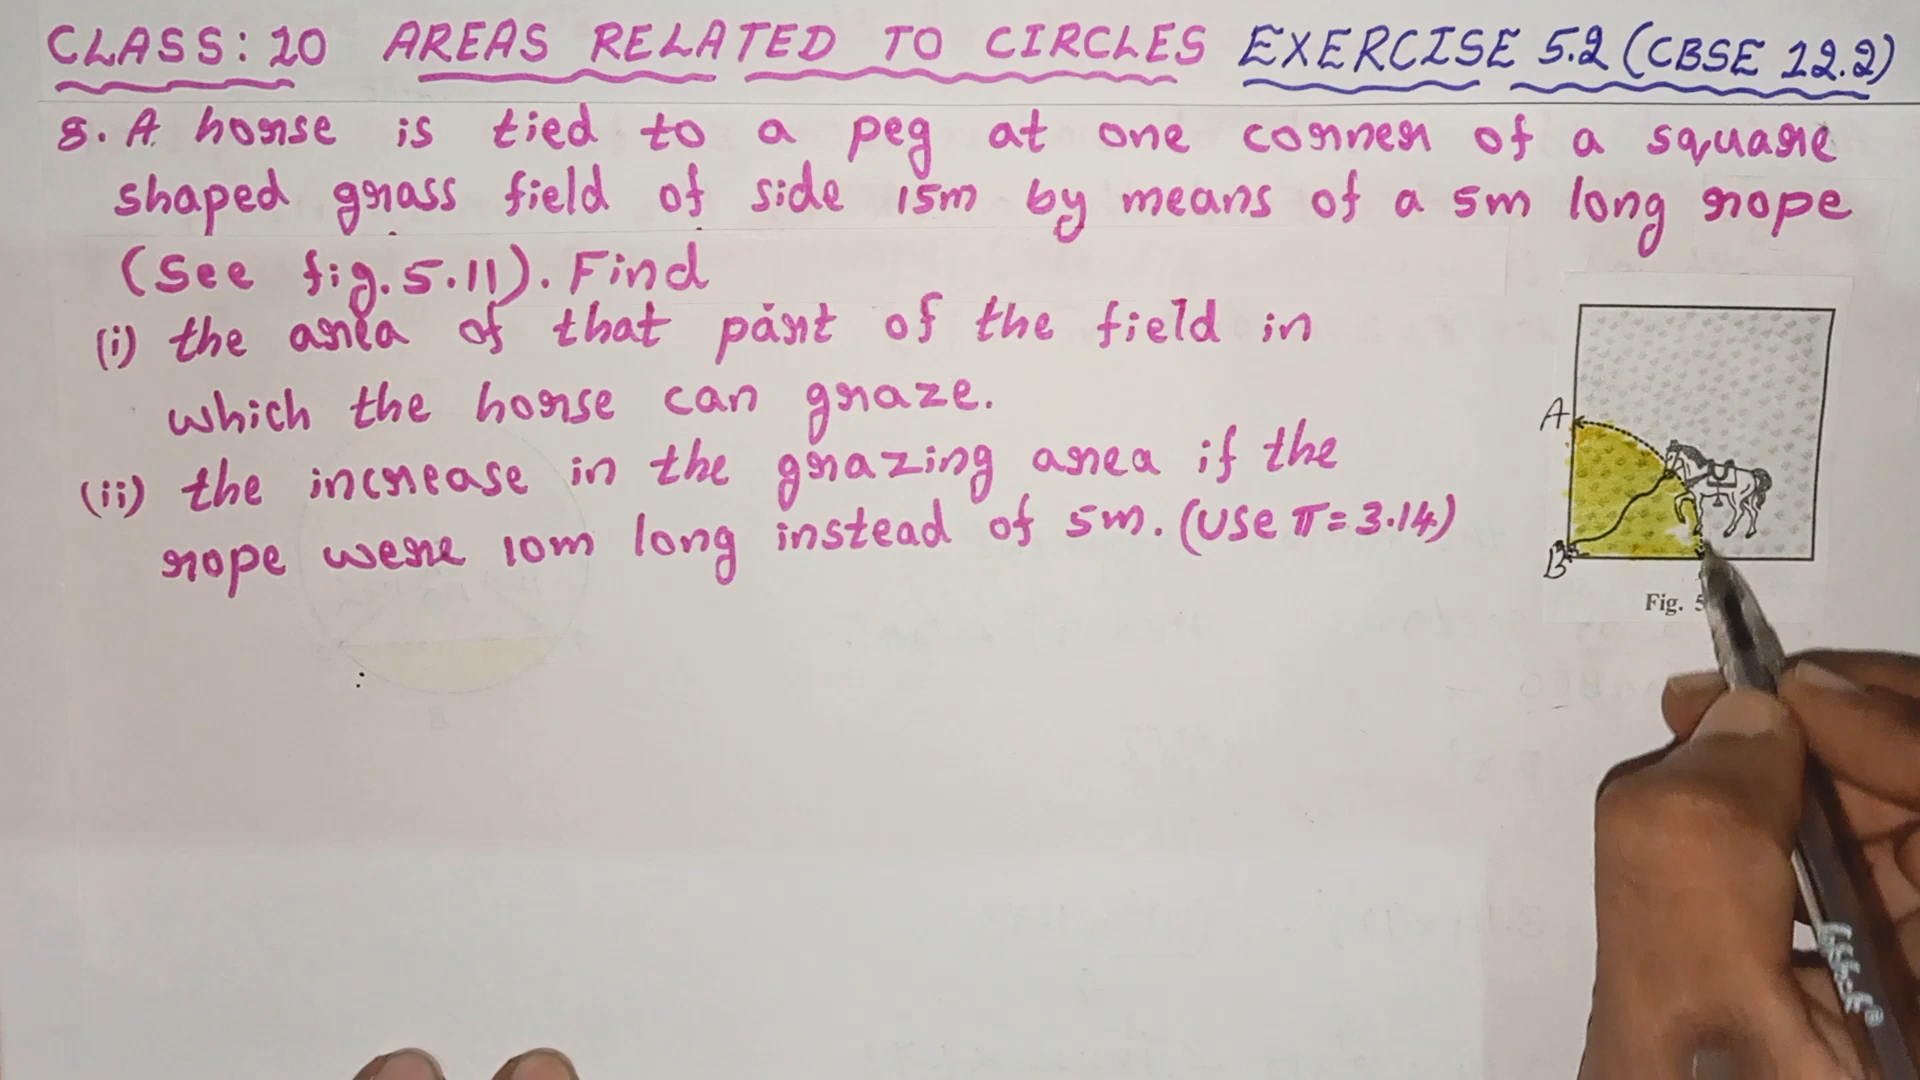 CLASS: 10 AREAS RELATED TO CIRCLES EXERCISE 5.2 (CBSE 12.2)
8. A horse is tied to a peg at one corner of a square
shaped grass field of side 15m by means of a 5m long rope
(See fig. 5.11). Find
(i) the area of that part of the field in
which the horse can graze.
(ii) the increase in the grazing area if the
rope were 10m long instead of 5m. (Use π = 3.14)
A
B
Fig. 5